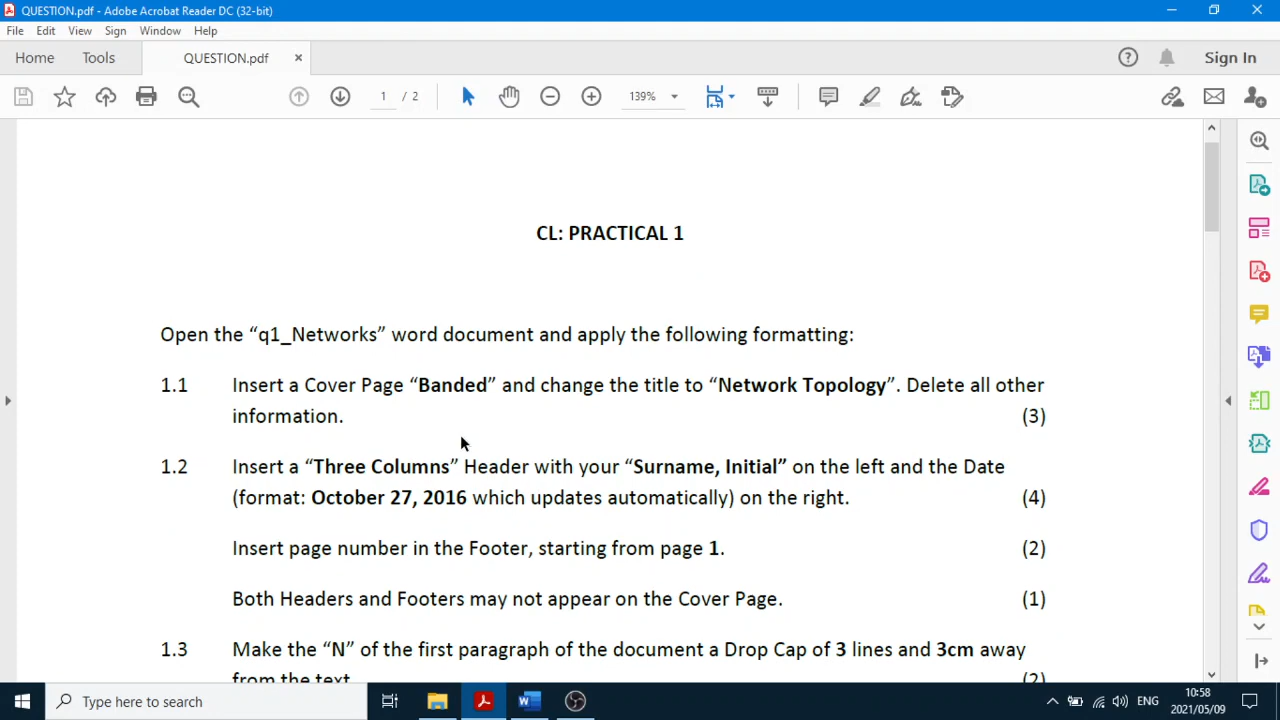 QUESTION.pdf - Adobe Acrobat Reader DC (32-bit)
File Edit View Sign Window Help
Home Tools QUESTION.pdf × Sign In
1 / 2 139%
CL: PRACTICAL 1
Open the “q1_Networks” word document and apply the following formatting:
1.1 Insert a Cover Page “Banded” and change the title to “Network Topology”. Delete all other
information. (3)
1.2 Insert a “Three Columns” Header with your “Surname, Initial” on the left and the Date
(format: October 27, 2016 which updates automatically) on the right. (4)
Insert page number in the Footer, starting from page 1. (2)
Both Headers and Footers may not appear on the Cover Page. (1)
1.3 Make the “N” of the first paragraph of the document a Drop Cap of 3 lines and 3cm away
from the text. (2)
Type here to search ENG 10:58
2021/05/09